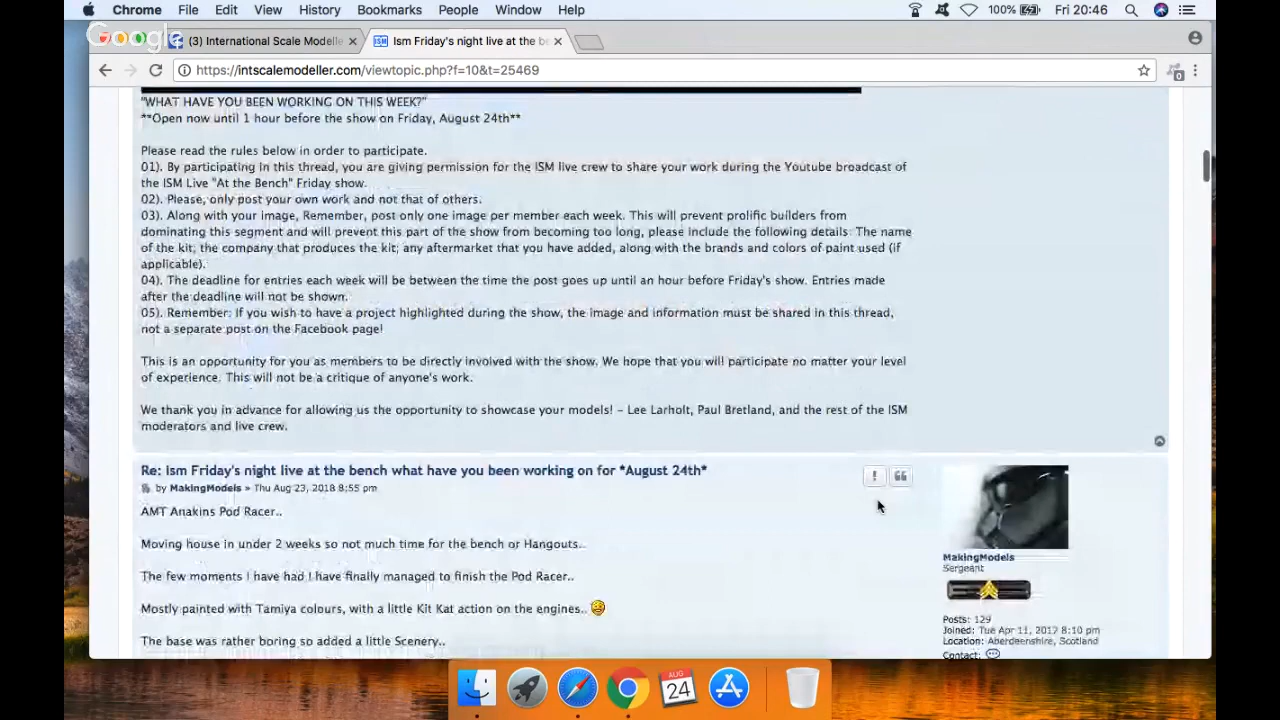 Chrome File Edit View History Bookmarks People Window Help 100% Fri 20:46
Google
(3) International Scale Modelle
Ism Friday's night live at the be
https://intscalemodeller.com/viewtopic.php?f=10&t=25469
0
"WHAT HAVE YOU BEEN WORKING ON THIS WEEK?"
**Open now until 1 hour before the show on Friday, August 24th**
Please read the rules below in order to participate.
01). By participating in this thread, you are giving permission for the ISM live crew to share your work during the Youtube broadcast of
the ISM Live "At the Bench" Friday show.
02). Please, only post your own work and not that of others.
03). Along with your image, Remember, post only one image per member each week. This will prevent prolific builders from
dominating this segment and will prevent this part of the show from becoming too long, please include the following details: The name
of the kit; the company that produces the kit; any aftermarket that you have added, along with the brands and colors of paint used (if
applicable).
04). The deadline for entries each week will be between the time the post goes up until an hour before Friday's show. Entries made
after the deadline will not be shown.
05). Remember: If you wish to have a project highlighted during the show, the image and information must be shared in this thread,
not a separate post on the Facebook page!
This is an opportunity for you as members to be directly involved with the show. We hope that you will participate no matter your level
of experience. This will not be a critique of anyone's work.
We thank you in advance for allowing us the opportunity to showcase your models! - Lee Larholt, Paul Bretland, and the rest of the ISM
moderators and live crew.
Re: Ism Friday's night live at the bench what have you been working on for *August 24th*
by MakingModels » Thu Aug 23, 2018 8:55 pm
AMT Anakins Pod Racer..
Moving house in under 2 weeks so not much time for the bench or Hangouts..
The few moments I have had I have finally managed to finish the Pod Racer..
Mostly painted with Tamiya colours, with a little Kit Kat action on the engines..
The base was rather boring so added a little Scenery..
MakingModels
Sergeant
Posts: 129
Joined: Tue Apr 11, 2017 8:10 pm
Location: Aberdeenshire, Scotland
Contact:
AUG
24